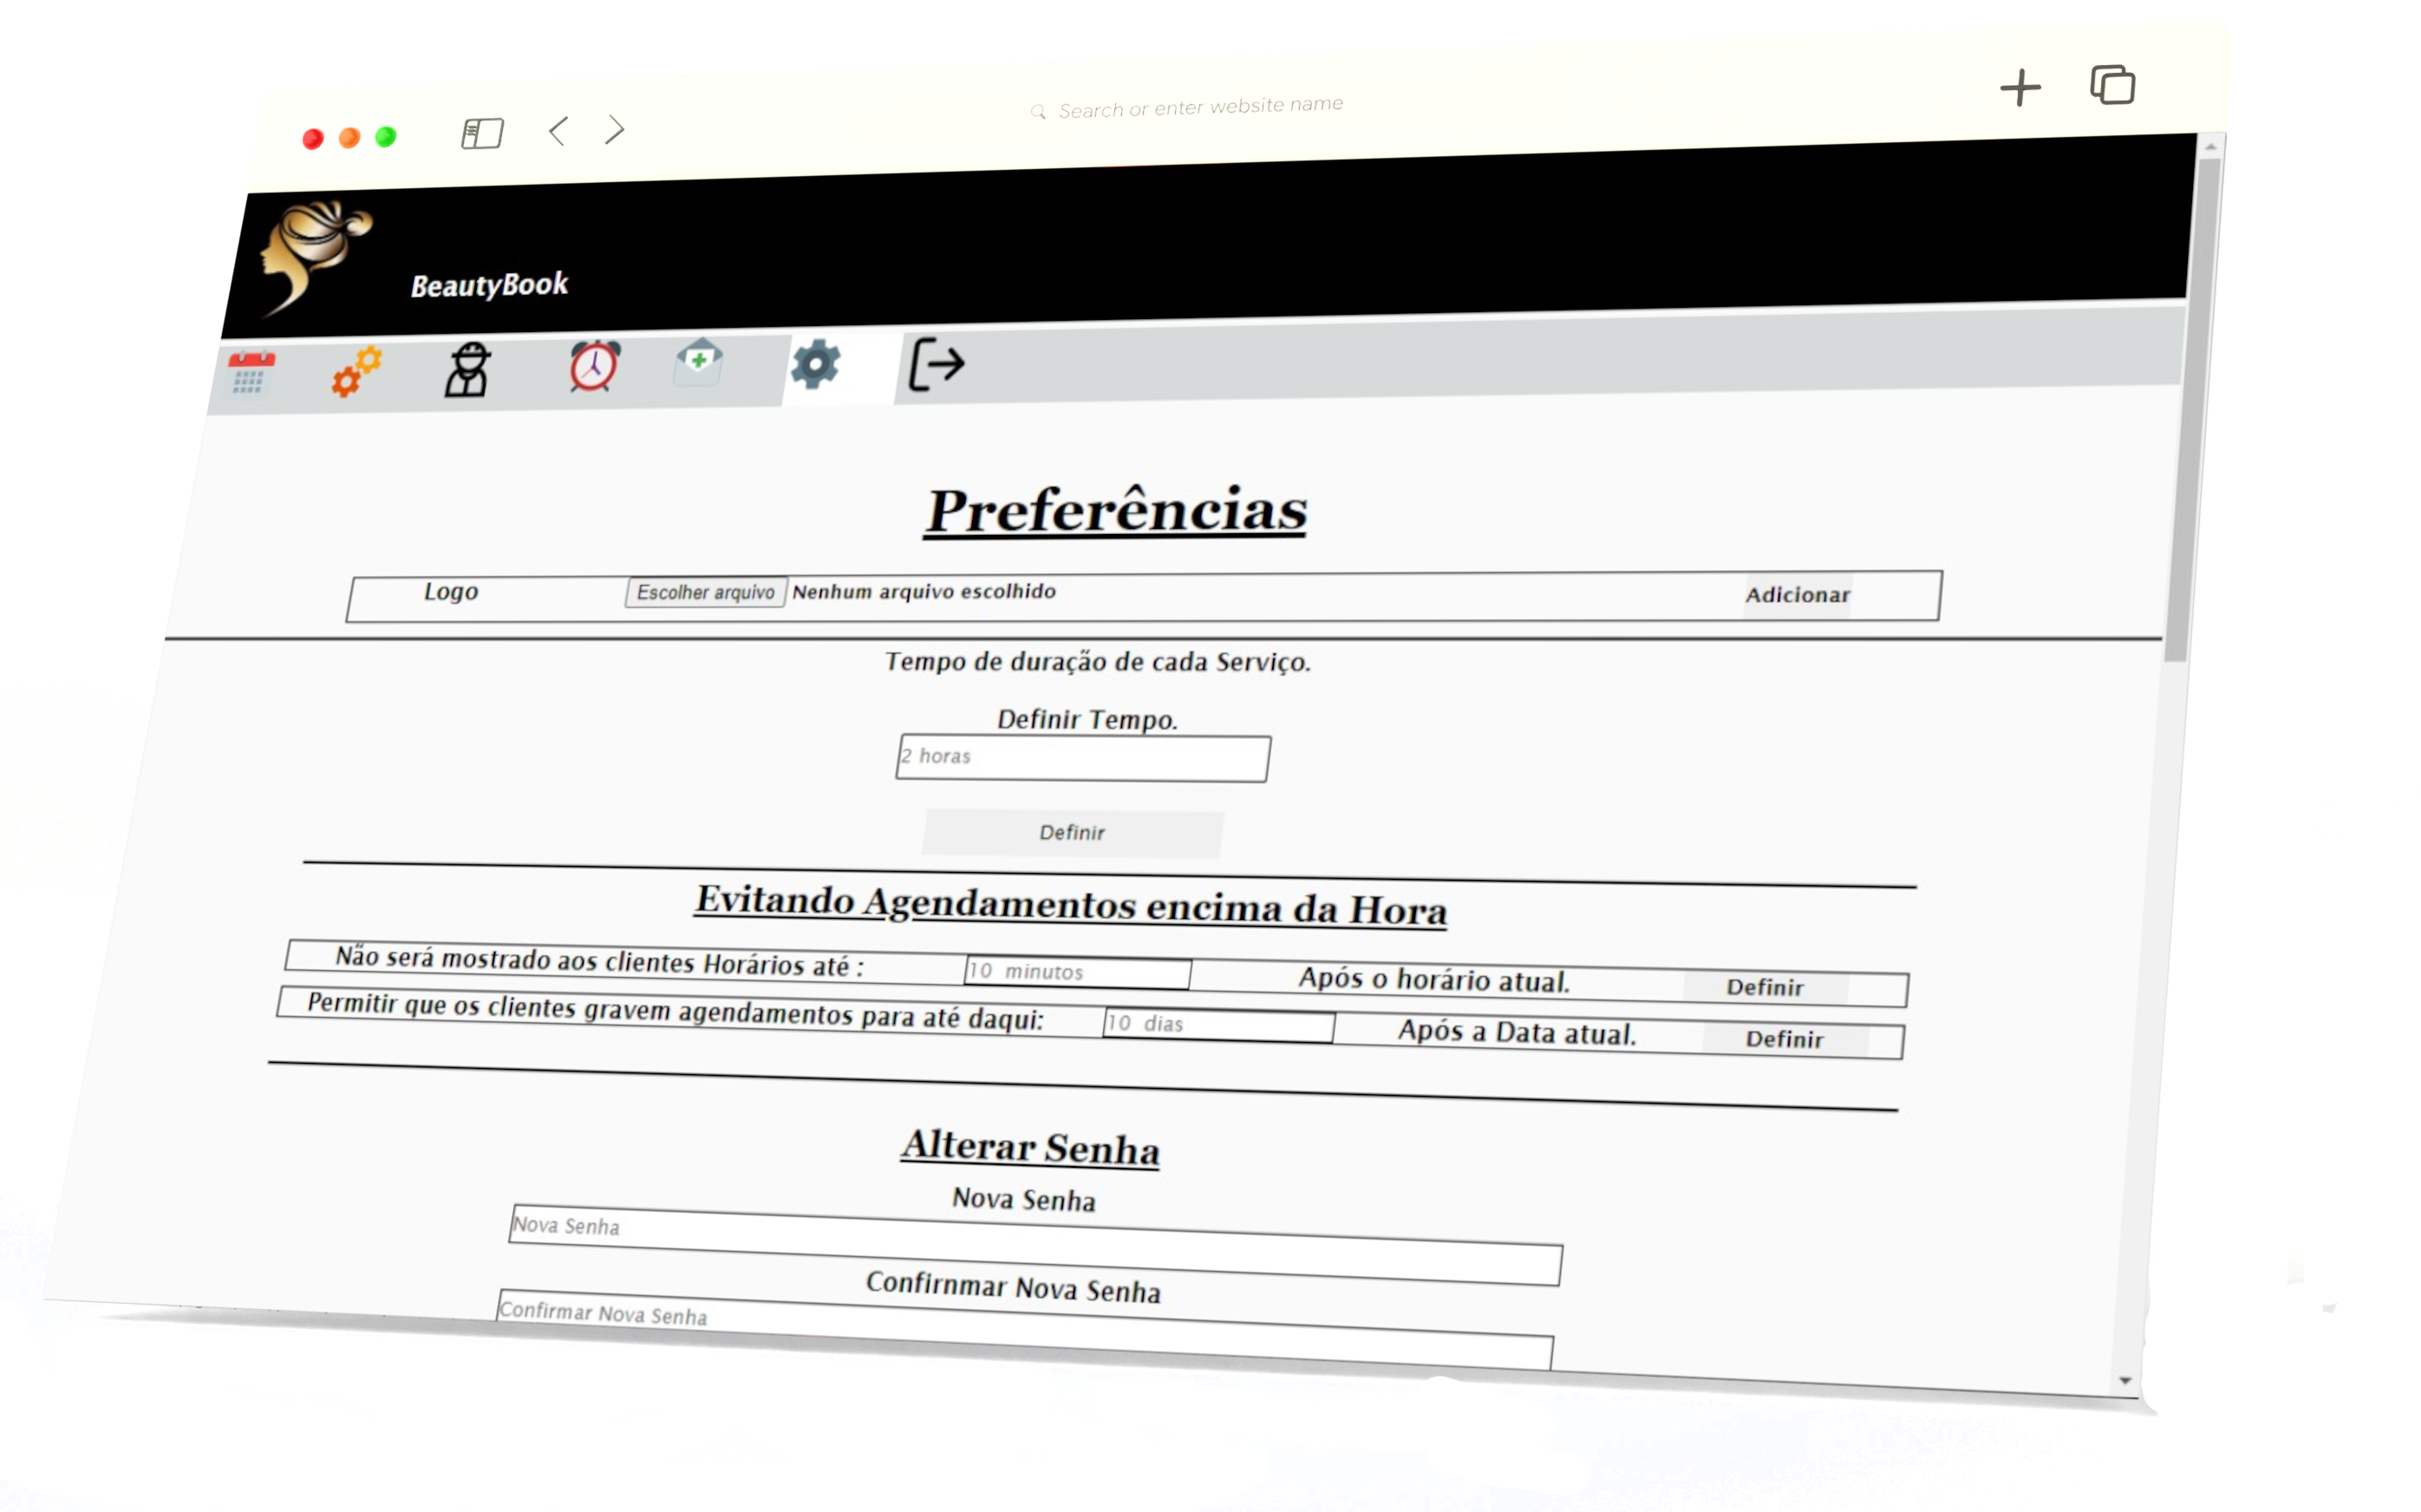 Search or enter website name
BeautyBook
Preferências
Logo Escolher arquivo Nenhum arquivo escolhido Adicionar
Tempo de duração de cada Serviço.
Definir Tempo.
2 horas
Definir
Evitando Agendamentos encima da Hora
Não será mostrado aos clientes Horários até : 10 minutos Após o horário atual. Definir
Permitir que os clientes gravem agendamentos para até daqui: 10 dias Após a Data atual. Definir
Alterar Senha
Nova Senha
Nova Senha
Confirnmar Nova Senha
Confirmar Nova Senha